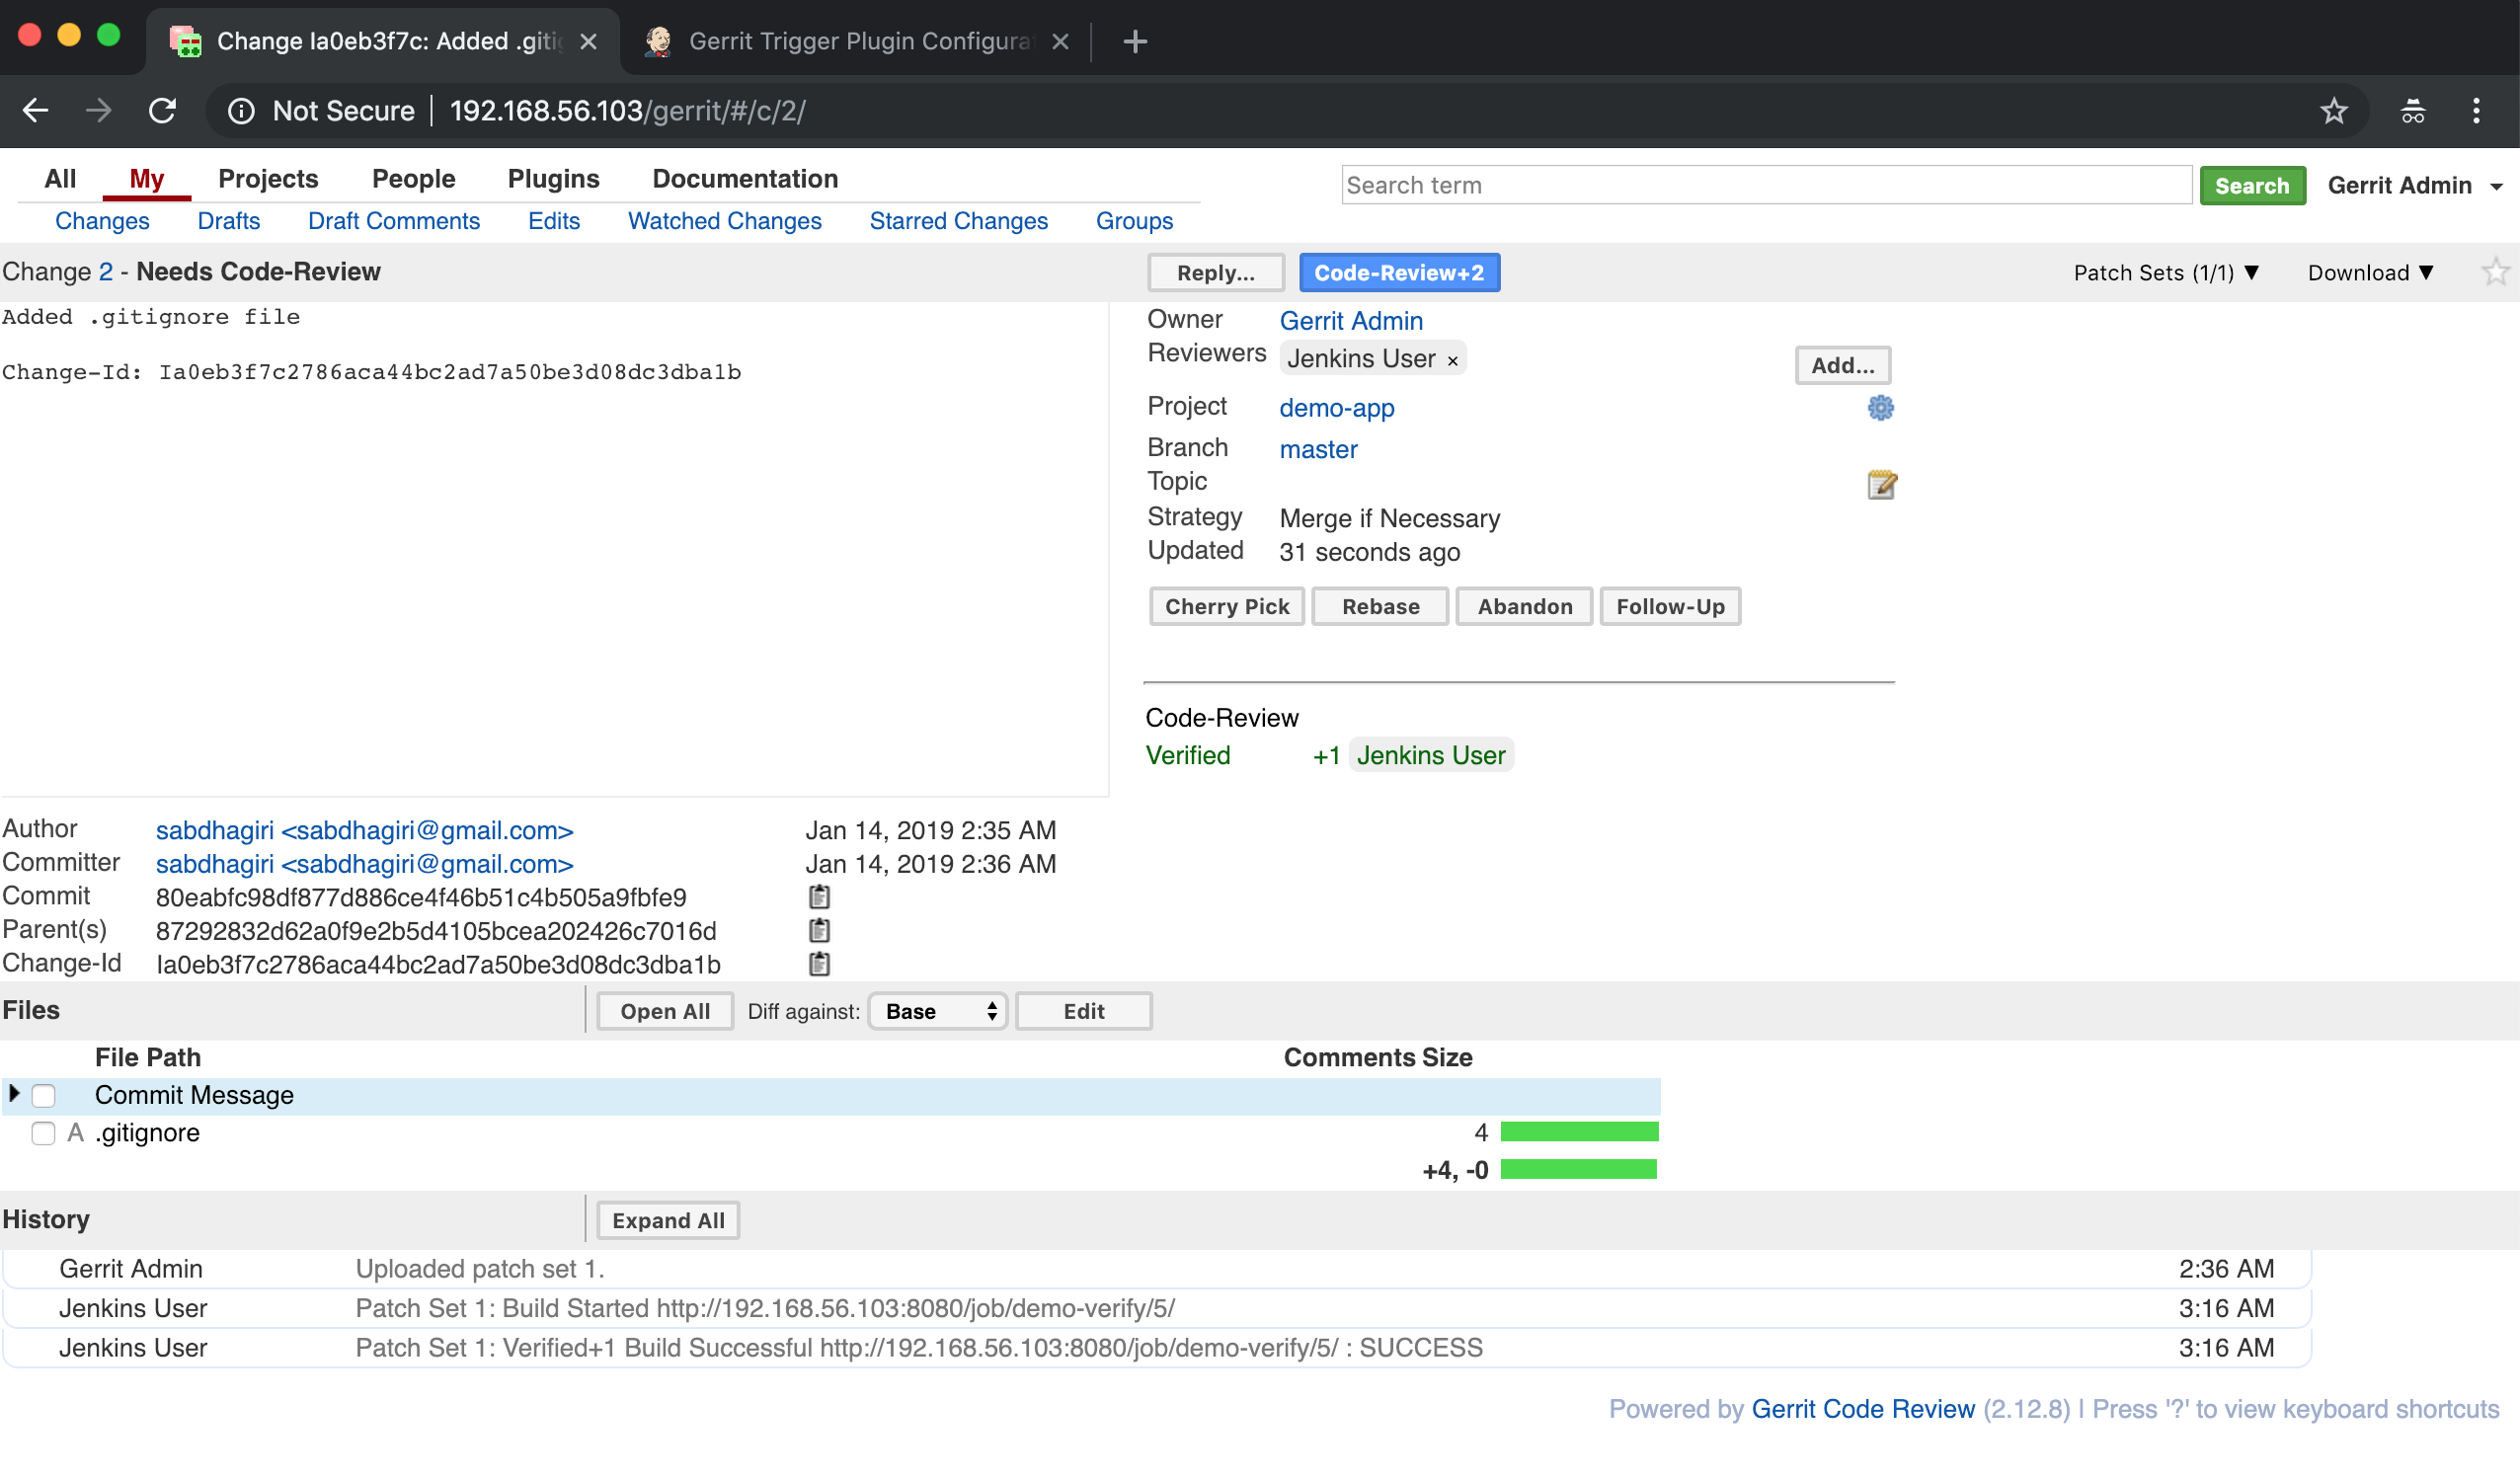 Change Ia0eb3f7c: Added .giti
Gerrit Trigger Plugin Configura
Not Secure 192.168.56.103/gerrit/#/c/2/
All My Projects People Plugins Documentation
Search term Search Gerrit Admin
Changes Drafts Draft Comments Edits Watched Changes Starred Changes Groups
Change 2 - Needs Code-Review Reply... Code-Review+2 Patch Sets (1/1) ▼ Download ▼
Added .gitignore file
Change-Id: Ia0eb3f7c2786aca44bc2ad7a50be3d08dc3dba1b
Owner Gerrit Admin
Reviewers Jenkins User × Add...
Project demo-app
Branch master
Topic
Strategy Merge if Necessary
Updated 31 seconds ago
Cherry Pick Rebase Abandon Follow-Up
Code-Review
Verified +1 Jenkins User
Author sabdhagiri <sabdhagiri@gmail.com> Jan 14, 2019 2:35 AM
Committer sabdhagiri <sabdhagiri@gmail.com> Jan 14, 2019 2:36 AM
Commit 80eabfc98df877d886ce4f46b51c4b505a9fbfe9
Parent(s) 87292832d62a0f9e2b5d4105bcea202426c7016d
Change-Id Ia0eb3f7c2786aca44bc2ad7a50be3d08dc3dba1b
Files Open All Diff against: Base Edit
File Path Comments Size
Commit Message
A .gitignore 4
+4, -0
History Expand All
Gerrit Admin Uploaded patch set 1. 2:36 AM
Jenkins User Patch Set 1: Build Started http://192.168.56.103:8080/job/demo-verify/5/ 3:16 AM
Jenkins User Patch Set 1: Verified+1 Build Successful http://192.168.56.103:8080/job/demo-verify/5/ : SUCCESS 3:16 AM
Powered by Gerrit Code Review (2.12.8) | Press '?' to view keyboard shortcuts